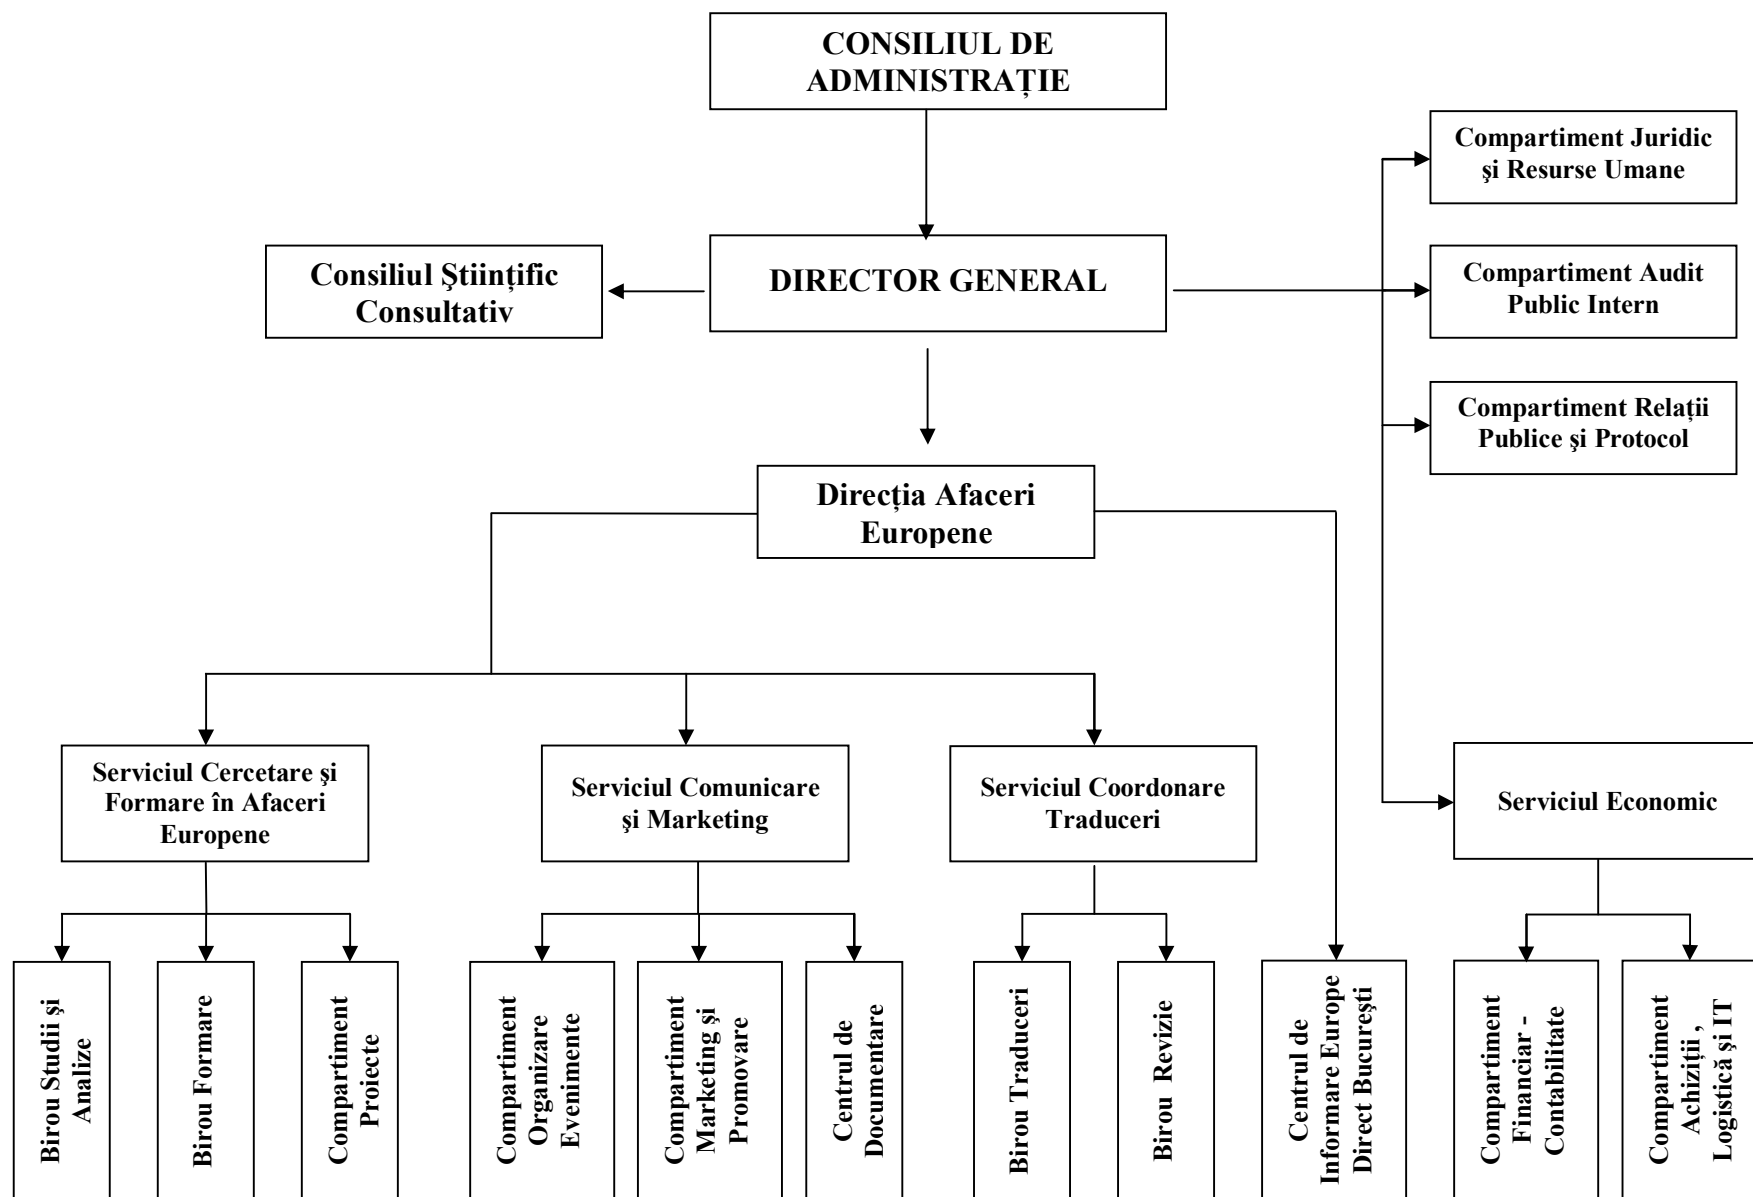 CONSILIUL DE
ADMINISTRAȚIE
Compartiment Juridic
şi Resurse Umane
Consiliul Ştiințific
Consultativ
DIRECTOR GENERAL
Compartiment Audit
Public Intern
Compartiment Relații
Publice şi Protocol
Direcția Afaceri
Europene
Serviciul Cercetare şi
Formare în Afaceri
Europene
Serviciul Comunicare
şi Marketing
Serviciul Coordonare
Traduceri
Serviciul Economic
Birou Studii şi
Analize
Birou Formare
Compartiment
Proiecte
Compartiment
Organizare
Evenimente
Compartiment
Marketing şi
Promovare
Centrul de
Documentare
Birou Traduceri
Birou  Revizie
Centrul de
Informare Europe
Direct Bucureşti
Compartiment
Financiar -
Contabilitate
Compartiment
Achiziții ,
Logistică şi IT